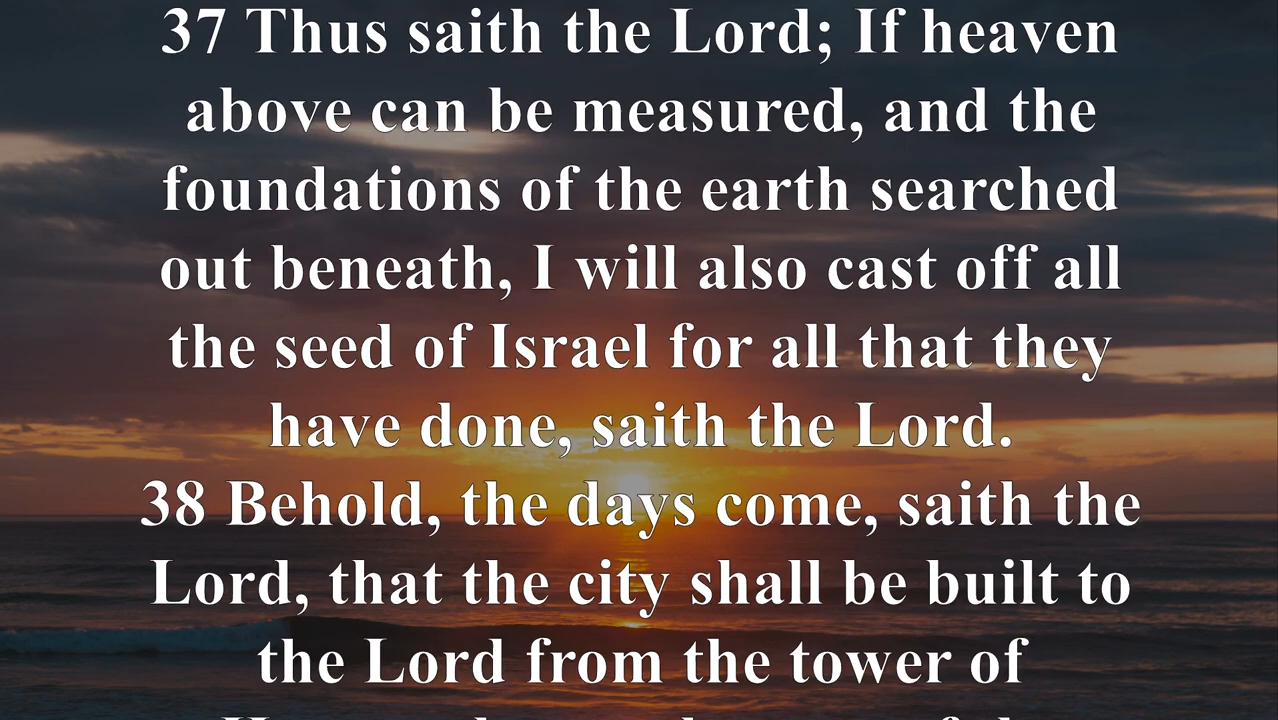 37 Thus saith the Lord; If heaven
above can be measured, and the
foundations of the earth searched
out beneath, I will also cast off all
the seed of Israel for all that they
have done, saith the Lord.
38 Behold, the days come, saith the
Lord, that the city shall be built to
the Lord from the tower of